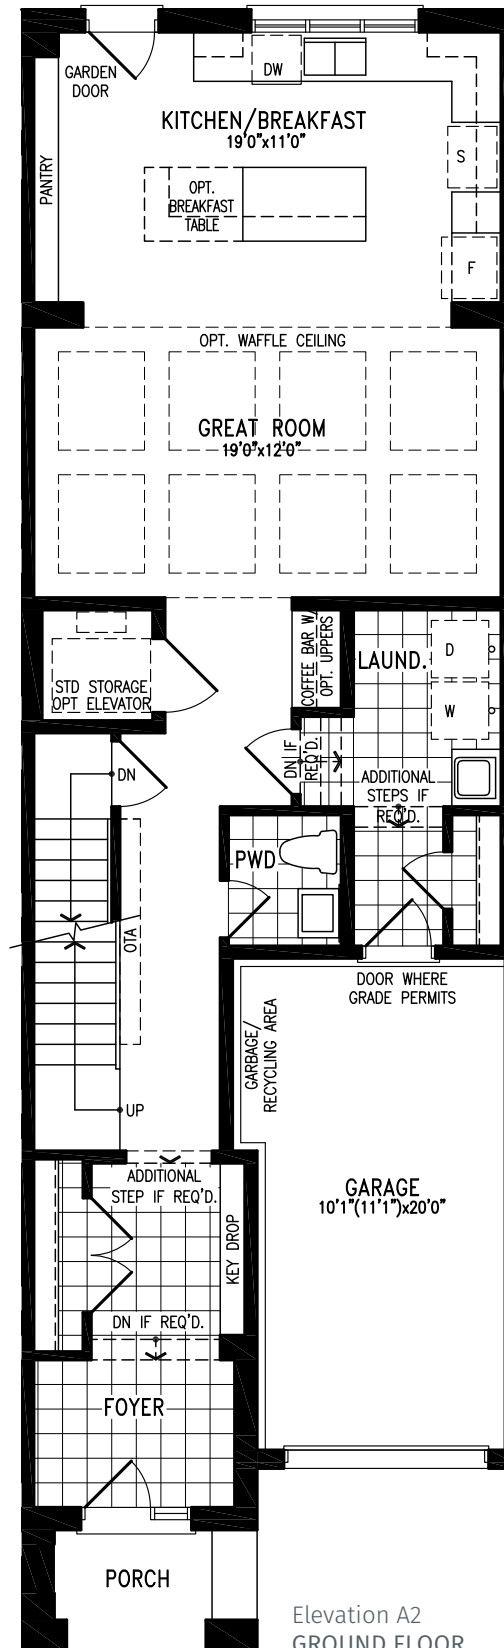 GARDEN
DOOR
DW
KITCHEN/BREAKFAST
19'0"x11'0"
S
PANTRY
OPT.
BREAKFAST
TABLE
F
OPT. WAFFLE CEILING
GREAT ROOM
19'0"x12'0"
COFFEE BAR W/
OPT. UPPERS
LAUND.
D
STD STORAGE
OPT ELEVATOR
W
DN IF
REQ'D.
DN
ADDITIONAL
STEPS IF
REQ'D.
PWD
OTA
DOOR WHERE
GRADE PERMITS
GARBAGE/
RECYCLING AREA
UP
ADDITIONAL
STEP IF REQ'D.
GARAGE
10'1"(11'1")x20'0"
KEY DROP
DN IF REQ'D.
FOYER
PORCH
Elevation A2
GROUND FLOOR